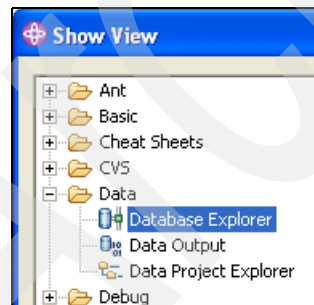 Show View
Ant
Basic
Cheat Sheets
CVS
Data
Database Explorer
Data Output
Data Project Explorer
Debug